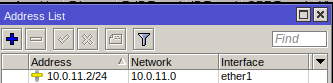 Address List
Find
Address Network Interface
10.0.11.2/24 10.0.11.0 ether1